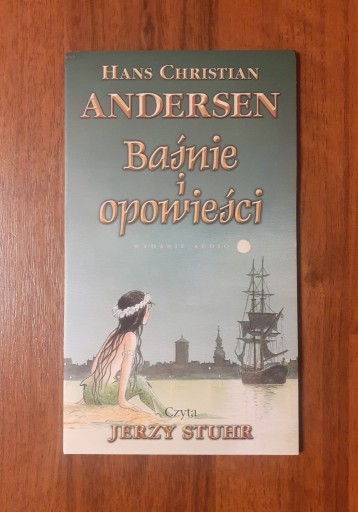 HANS CHRISTIAN
ANDERSEN
Baśnie
i
opowieści
WYDANIE AUDIO
Czyta
JERZY STUHR